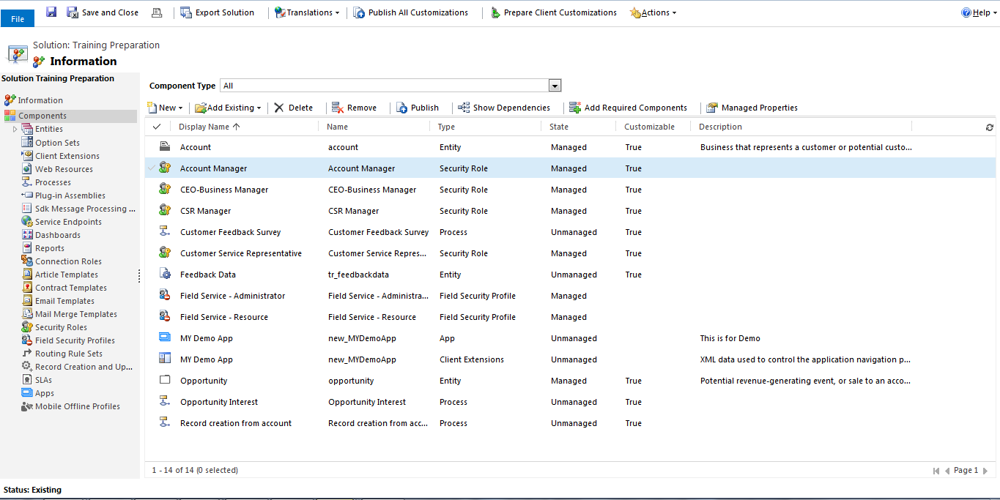 File Save and Close Export Solution Translations Publish All Customizations Prepare Client Customizations Actions Help
Solution: Training Preparation
Information
Solution Training Preparation
Information
Components
Entities
Option Sets
Client Extensions
Web Resources
Processes
Plug-in Assemblies
Sdk Message Processing ...
Service Endpoints
Dashboards
Reports
Connection Roles
Article Templates
Contract Templates
Email Templates
Mail Merge Templates
Security Roles
Field Security Profiles
Routing Rule Sets
Record Creation and Up...
SLAs
Apps
Mobile Offline Profiles
Component Type All
New Add Existing Delete Remove Publish Show Dependencies Add Required Components Managed Properties
Display Name Name Type State Customizable Description
Account account Entity Managed True Business that represents a customer or potential custo...
Account Manager Account Manager Security Role Managed True
CEO-Business Manager CEO-Business Manager Security Role Managed True
CSR Manager CSR Manager Security Role Managed True
Customer Feedback Survey Customer Feedback Survey Process Unmanaged True
Customer Service Representative Customer Service Repres... Security Role Managed True
Feedback Data tr_feedbackdata Entity Unmanaged True
Field Service - Administrator Field Service - Administra... Field Security Profile Managed
Field Service - Resource Field Service - Resource Field Security Profile Managed
MY Demo App new_MYDemoApp App Unmanaged This is for Demo
MY Demo App new_MYDemoApp Client Extensions Unmanaged XML data used to control the application navigation p...
Opportunity opportunity Entity Managed True Potential revenue-generating event, or sale to an acco...
Opportunity Interest Opportunity Interest Process Unmanaged True
Record creation from account Record creation from acc... Process Unmanaged True
1 - 14 of 14 (0 selected) Page 1
Status: Existing